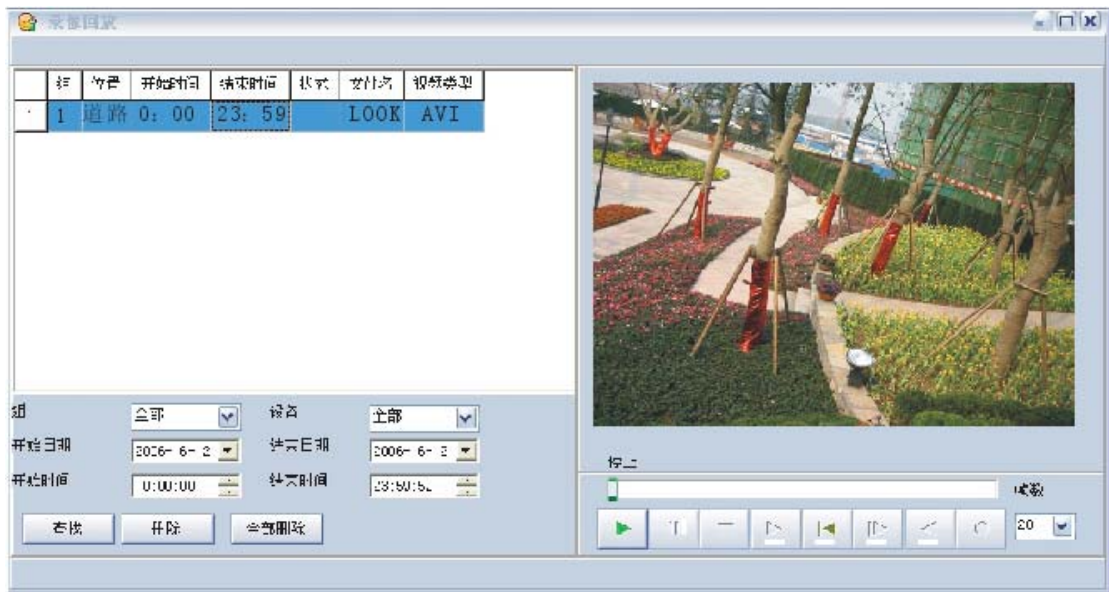 录像回放
组 位置 开始时间 结束时间 状态 文件名 视频类型
1 道路 0: 00 23: 59 LOOK AVI
组 全部 设备 全部
开始日期 2006- 6- 2 结束日期 2006- 6- 2
开始时间 0:00:00 结束时间
停止
帧数
查找 删除 全部删除
20